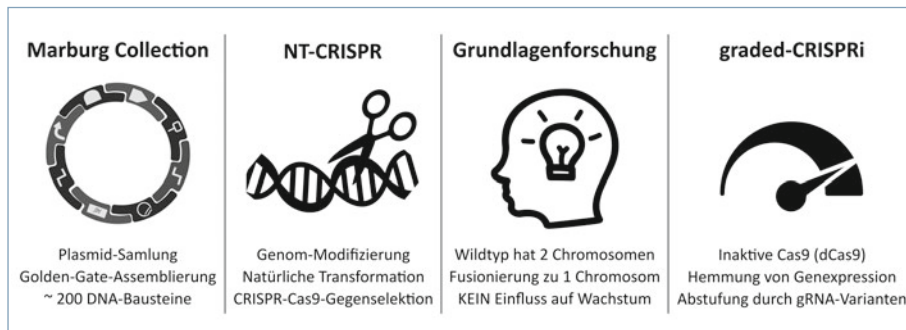 Marburg Collection
Plasmid-Samlung
Golden-Gate-Assemblierung
~ 200 DNA-Bausteine
NT-CRISPR
Genom-Modifizierung
Natürliche Transformation
CRISPR-Cas9-Gegenselektion
Grundlagenforschung
Wildtyp hat 2 Chromosomen
Fusionierung zu 1 Chromosom
KEIN Einfluss auf Wachstum
graded-CRISPRi
Inaktive Cas9 (dCas9)
Hemmung von Genexpression
Abstufung durch gRNA-Varianten